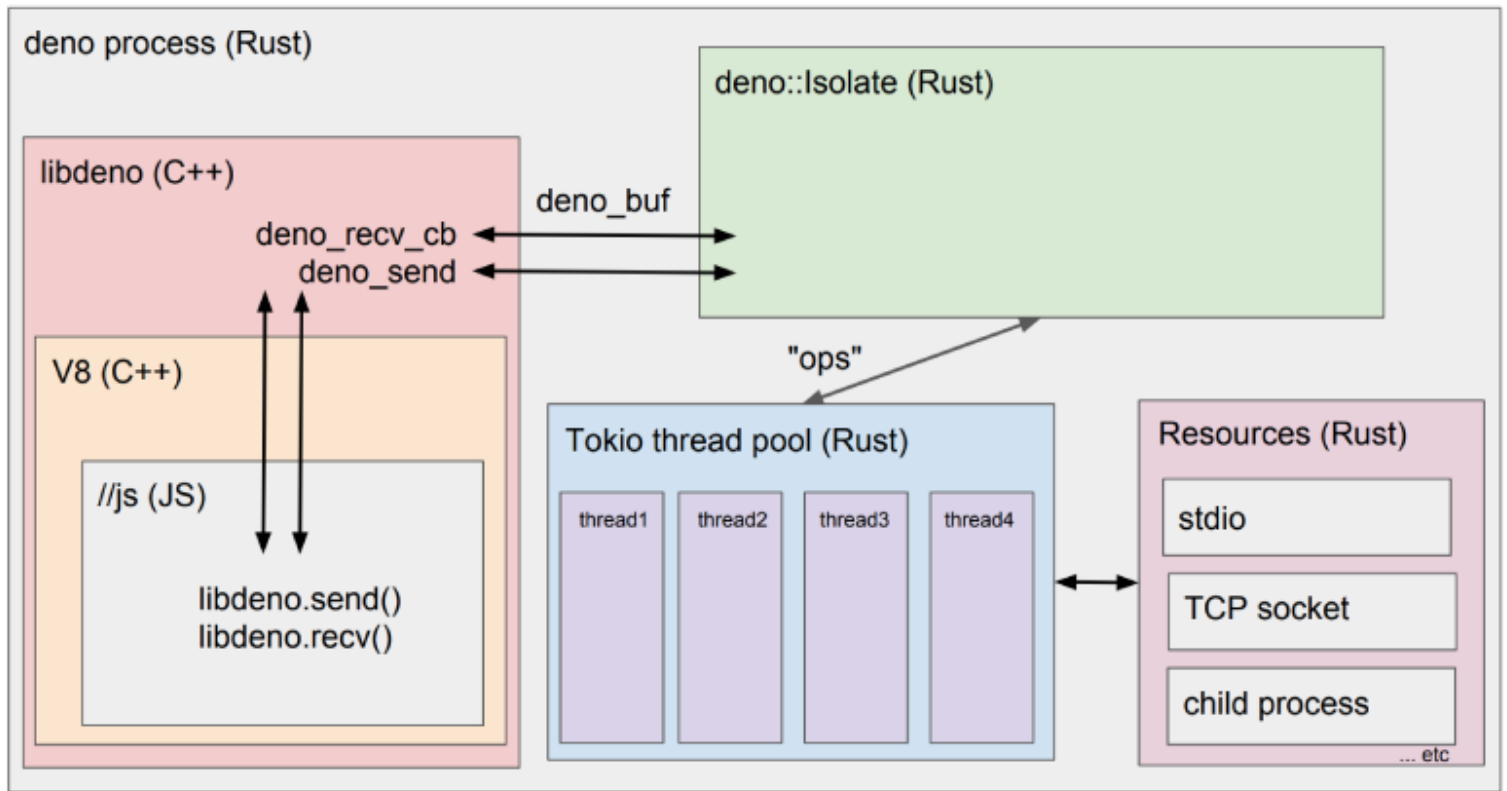 deno process (Rust)
deno::Isolate (Rust)
libdeno (C++)
deno_buf
deno_recv_cb
deno_send
V8 (C++)
"ops"
//js (JS)
libdeno.send()
libdeno.recv()
Tokio thread pool (Rust)
thread1
thread2
thread3
thread4
Resources (Rust)
stdio
TCP socket
child process
... etc